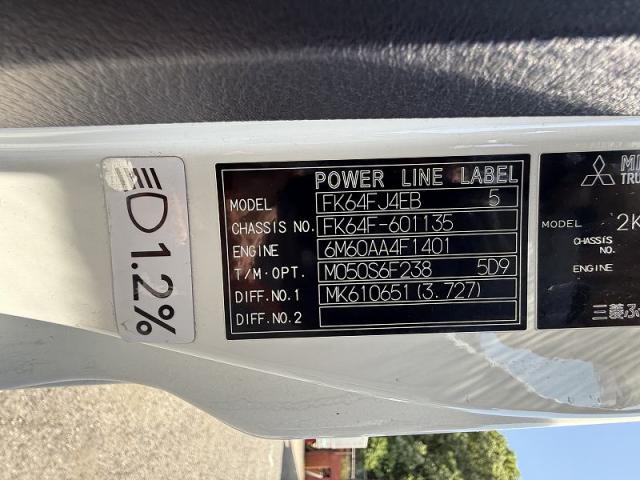 1.2%
POWER LINE LABEL
MODEL FK64FJ4EB 5
CHASSIS NO. FK64F-601135
ENGINE 6M60AA4F1401
T/M·OPT. M050S6F238 5D9
DIFF.NO.1 MK610651(3.727)
DIFF.NO.2
MODEL 2K
CHASSIS NO.
ENGINE
三菱ふ